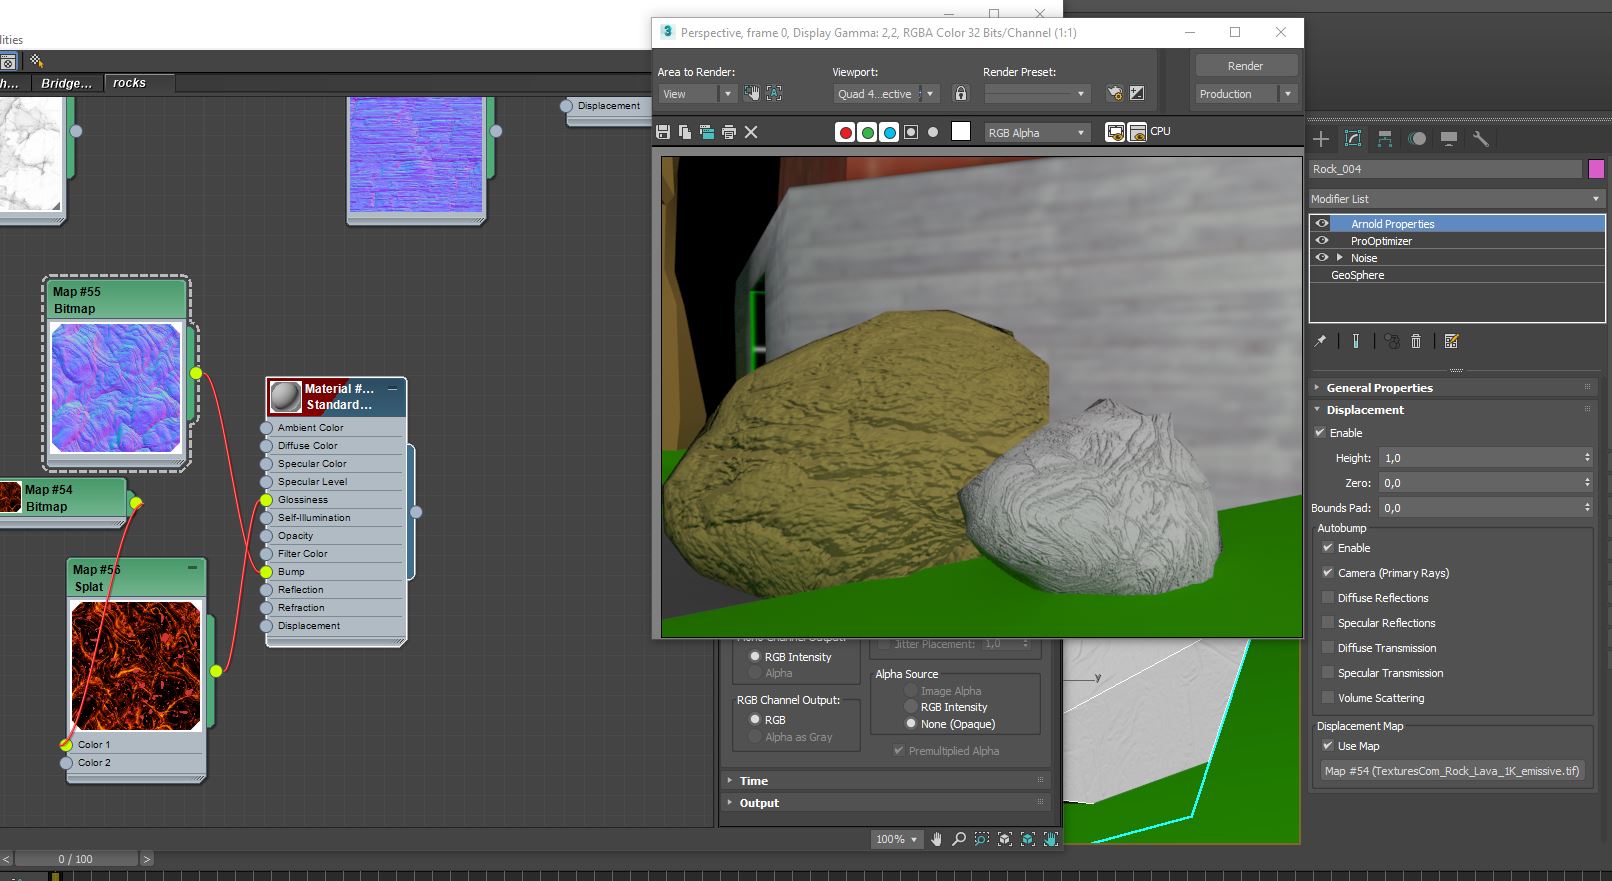 lities
Perspective, frame 0, Display Gamma: 2,2, RGBA Color 32 Bits/Channel (1:1)
Area to Render:
Viewport:
Render Preset:
Render
View
Quad 4...ective
Production
h...
Bridge...
rocks
RGB Alpha
CPU
Displacement
Rock_004
Modifier List
Arnold Properties
ProOptimizer
Noise
GeoSphere
Map #55
Bitmap
Material #...
Standard...
Ambient Color
Diffuse Color
Specular Color
Specular Level
Glossiness
Self-Illumination
Opacity
Filter Color
Bump
Reflection
Refraction
Displacement
Map #54
Bitmap
Map #56
Splat
Color 1
Color 2
General Properties
Displacement
Enable
Height: 1,0
Zero: 0,0
Bounds Pad: 0,0
Autobump
Enable
Camera (Primary Rays)
Diffuse Reflections
Specular Reflections
Diffuse Transmission
Specular Transmission
Volume Scattering
Displacement Map
Use Map
Map #54 (TexturesCom_Rock_Lava_1K_emissive.tif)
Mono Channel Output:
RGB Intensity
Alpha
RGB Channel Output:
RGB
Alpha as Gray
Jitter Placement: 1,0
Alpha Source
Image Alpha
RGB Intensity
None (Opaque)
Premultiplied Alpha
Time
Output
y
100%
< 0 / 100 >